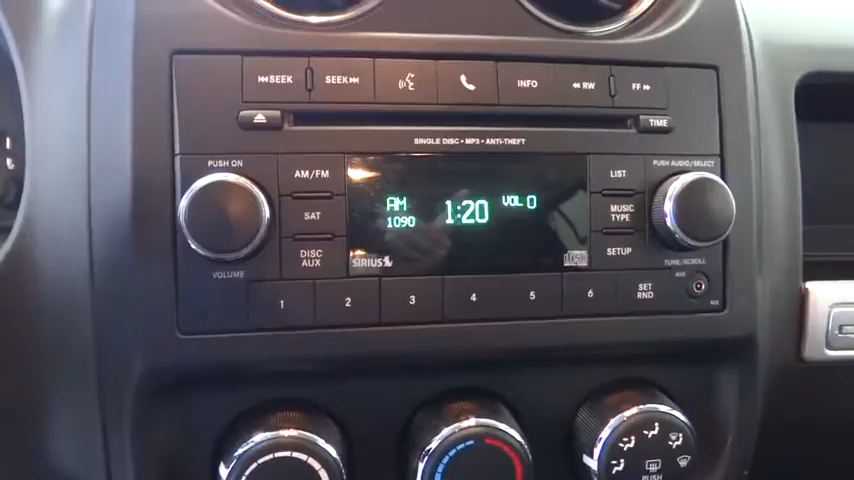 SEEK SEEK INFO RW FF
TIME
SINGLE DISC • MP3 • ANTI-THEFT
PUSH ON
AM/FM
SAT
DISC
AUX
VOLUME
AM
1090
1:20
VOL 0
SIRIUS
LIST
MUSIC
TYPE
SETUP
PUSH AUDIO/SELECT
TUNE/SCROLL
AUX
1 2 3 4 5 6
SET
RND
PUSH